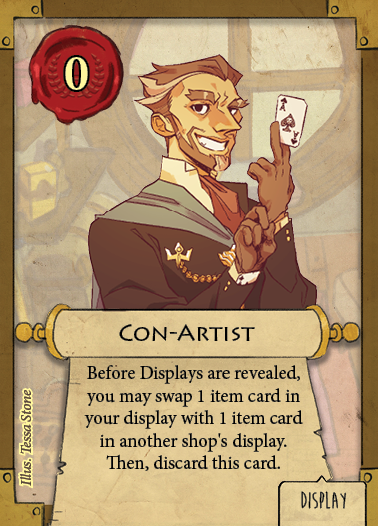 0
A
A
CON-ARTIST
Before Displays are revealed,
you may swap 1 item card in
your display with 1 item card
in another shop's display.
Then, discard this card.
Illus. Tessa Stone
DISPLAY